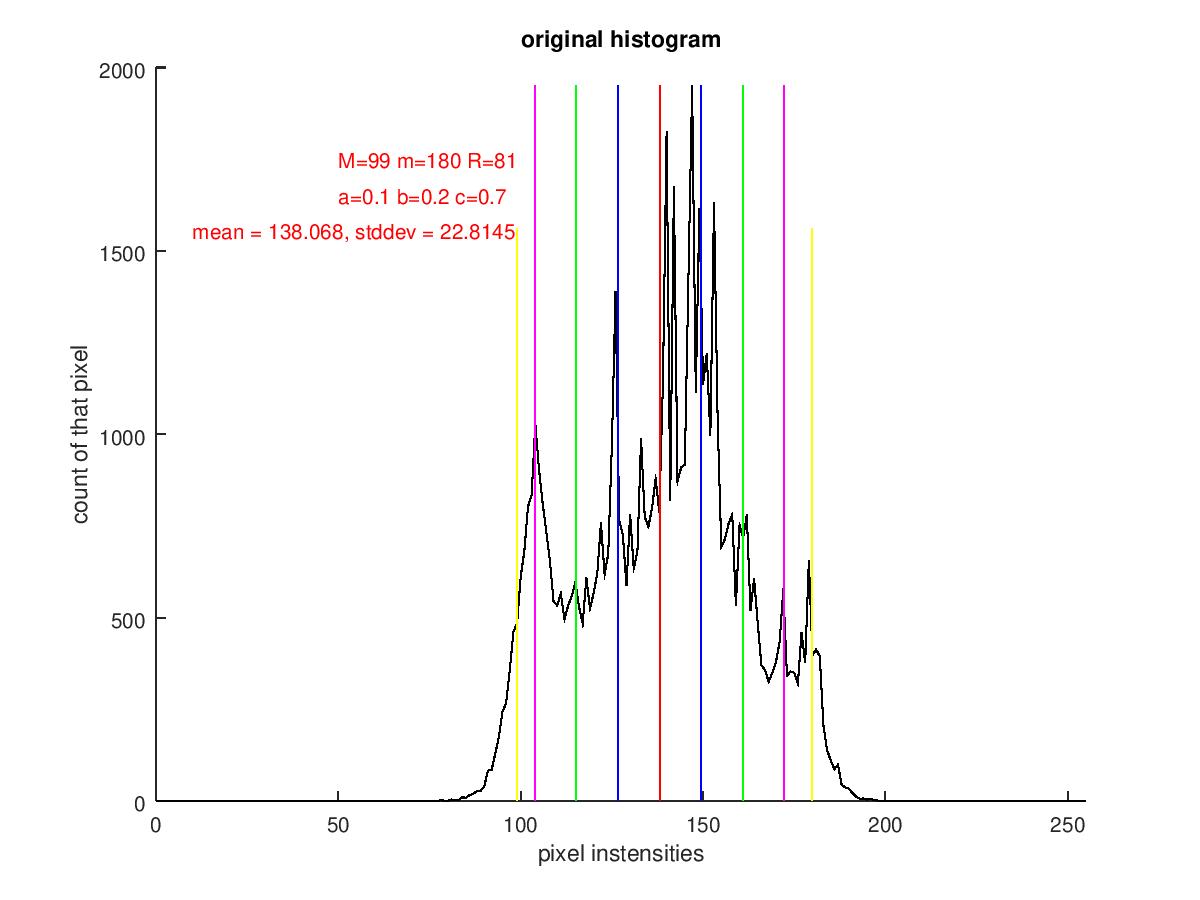 original histogram
2000
M=99 m=180 R=81
a=0.1 b=0.2 c=0.7
mean = 138.068, stddev = 22.8145
1500
1000
500
0
count of that pixel
0 50 100 150 200 250
pixel instensities